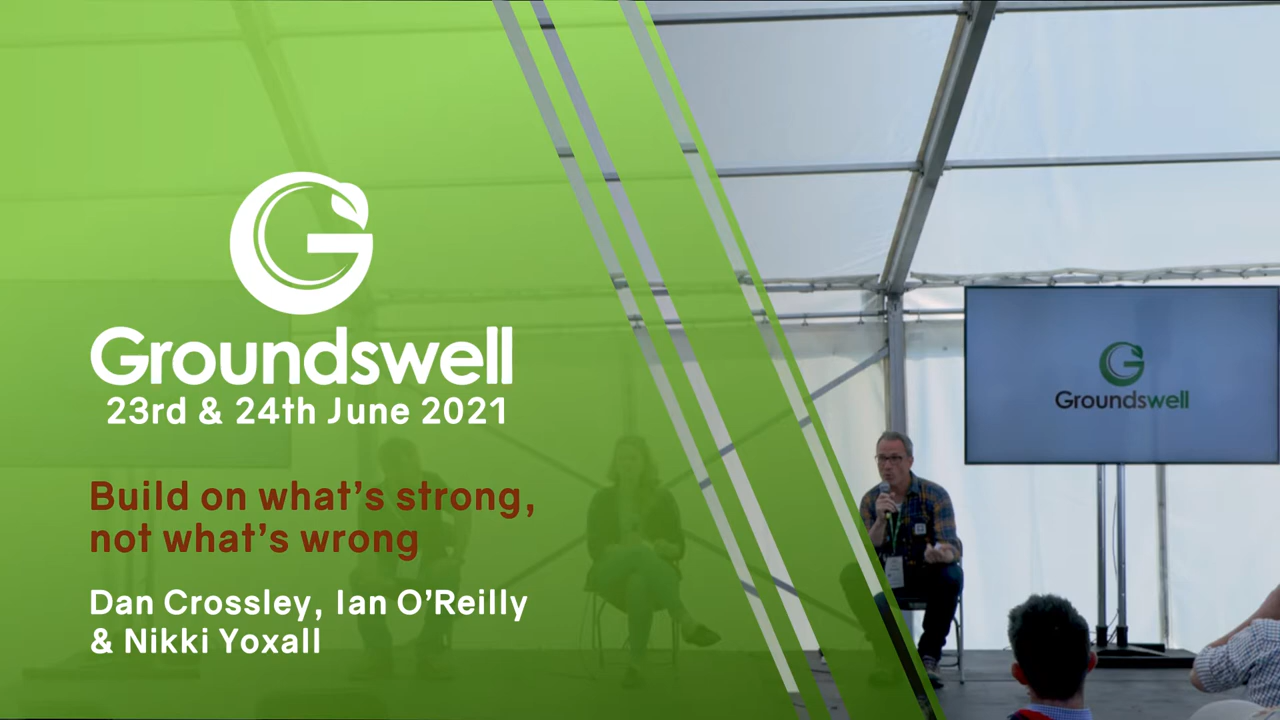 Groundswell
23rd & 24th June 2021
Build on what's strong,
not what's wrong
Dan Crossley, Ian O'Reilly
& Nikki Yoxall
Groundswell